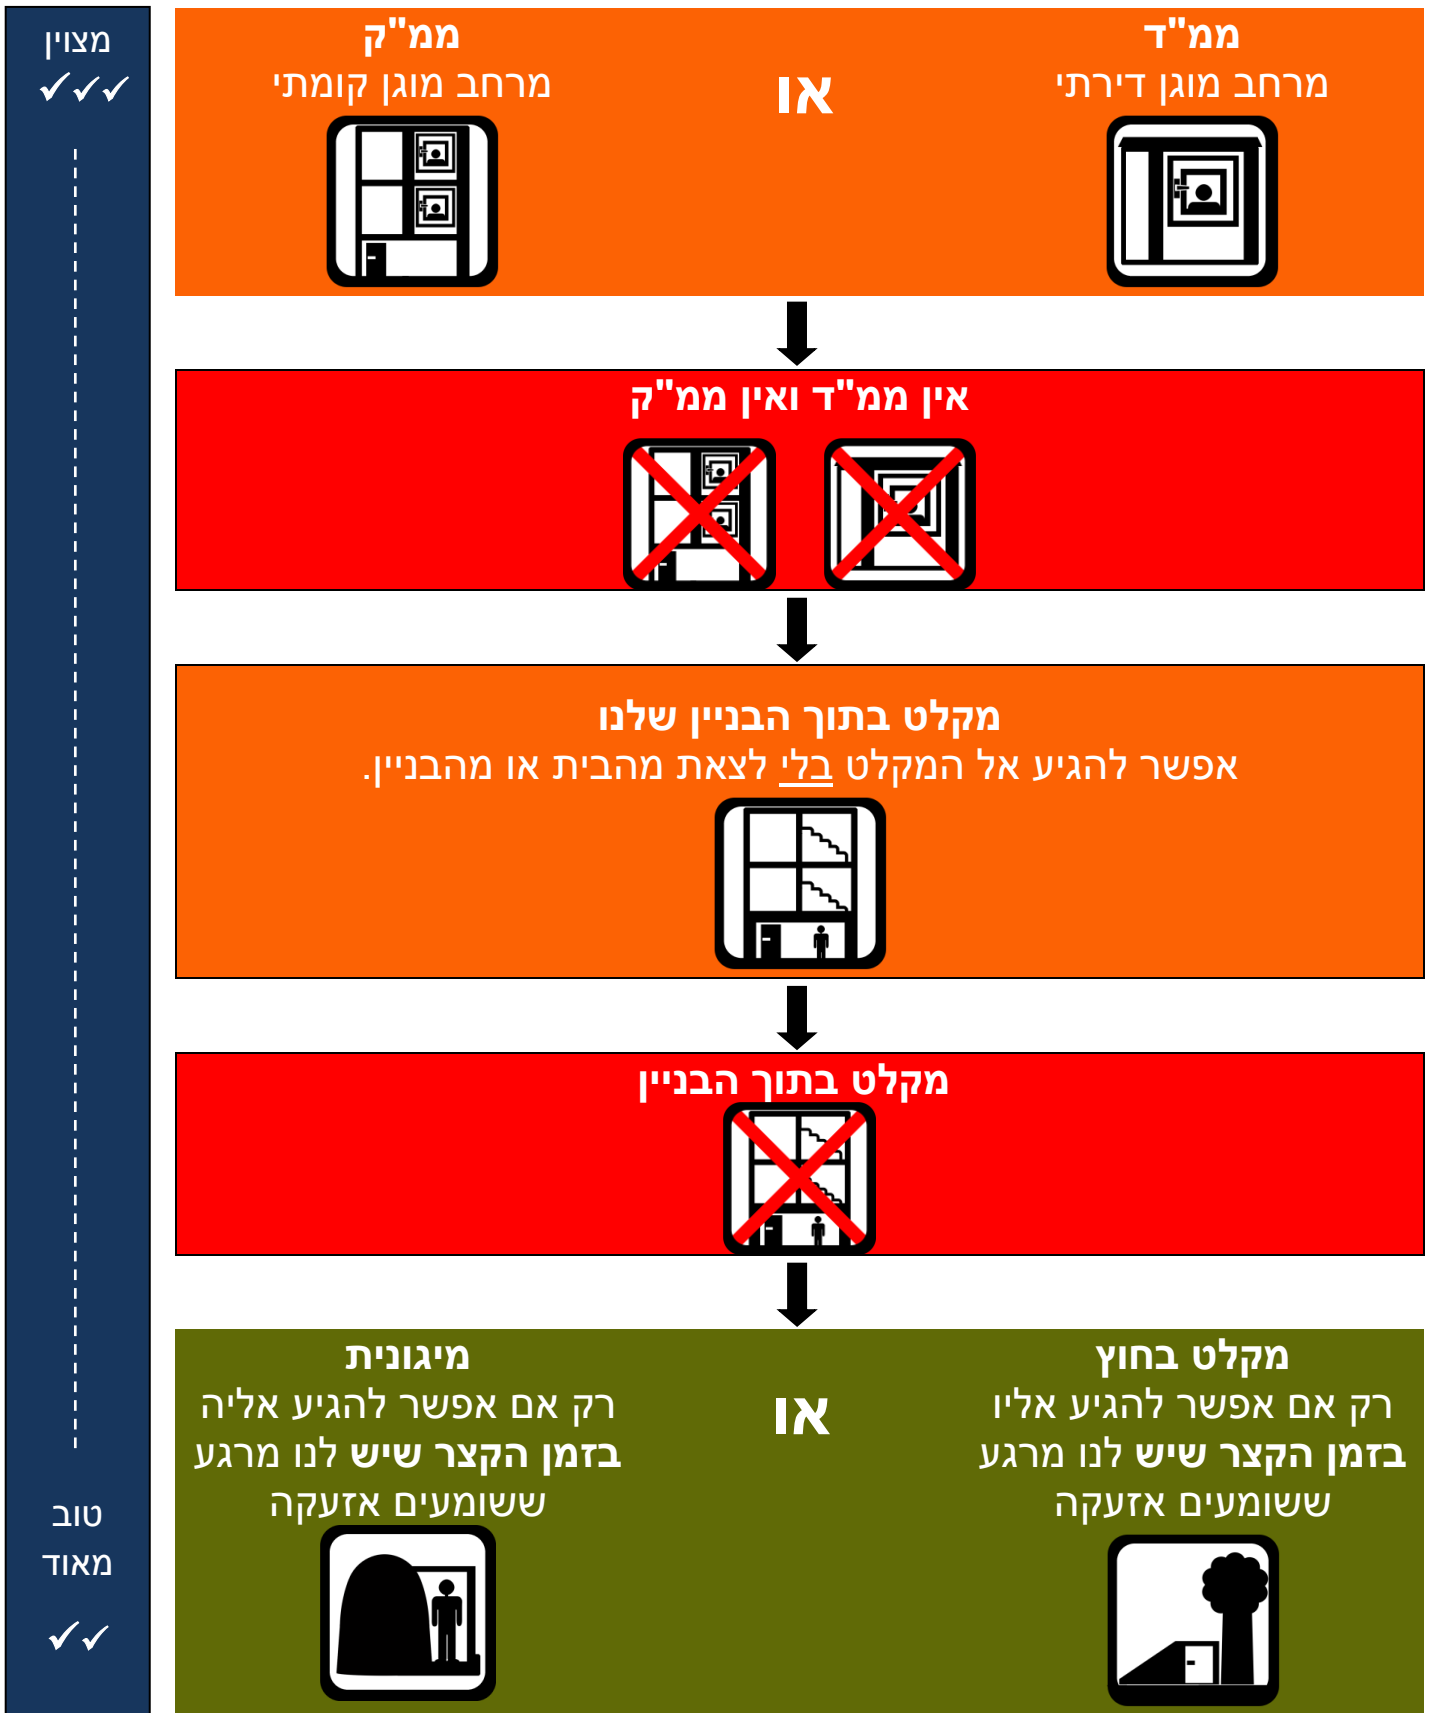 מצוין
ממ"ד
מרחב מוגן דירתי
או
ממ"ק
מרחב מוגן קומתי
אין ממ"ד ואין ממ"ק
מקלט בתוך הבניין שלנו
אפשר להגיע אל המקלט בלי לצאת מהבית או מהבניין.
מקלט בתוך הבניין
מקלט בחוץ
רק אם אפשר להגיע אליו
בזמן הקצר שיש לנו מרגע
ששומעים אזעקה
או
מיגונית
רק אם אפשר להגיע אליה
בזמן הקצר שיש לנו מרגע
ששומעים אזעקה
טוב
מאוד